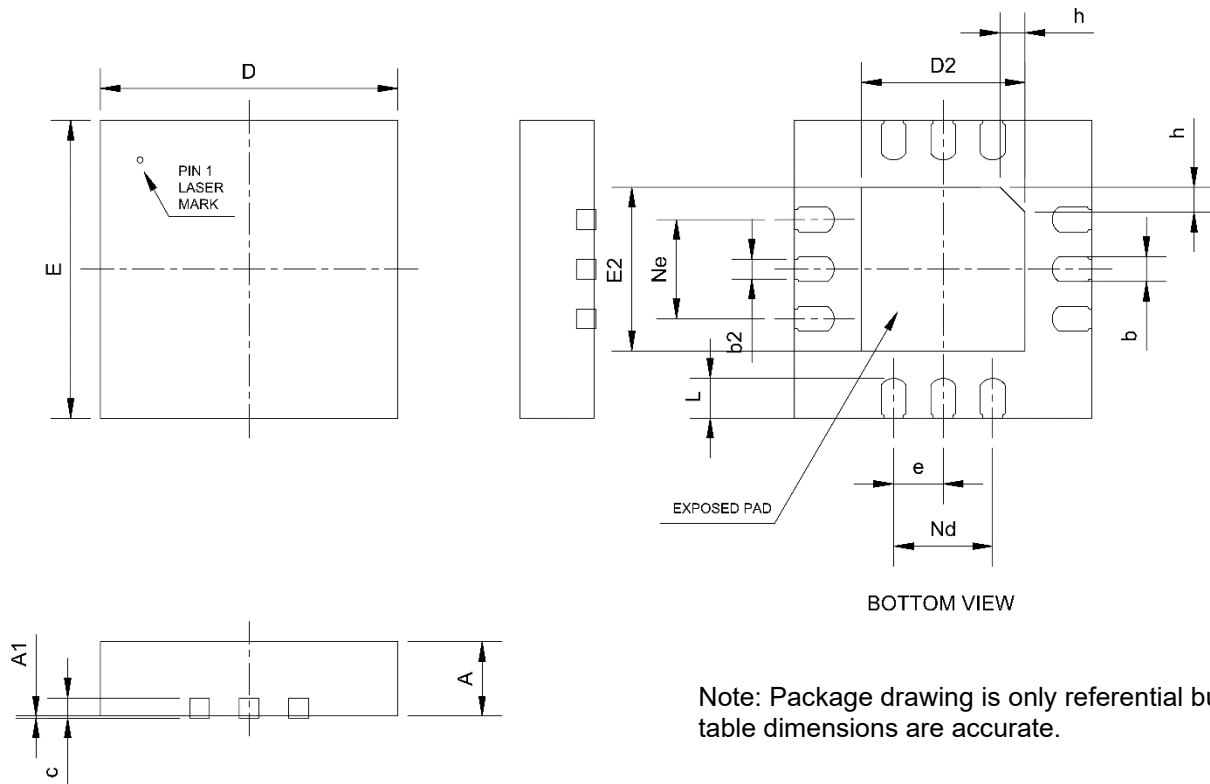 D
E
PIN 1
LASER
MARK
h
D2
h
E2
Ne
b2
b
L
e
EXPOSED PAD
Nd
BOTTOM VIEW
A1
A
c
Note: Package drawing is only referential bu
table dimensions are accurate.